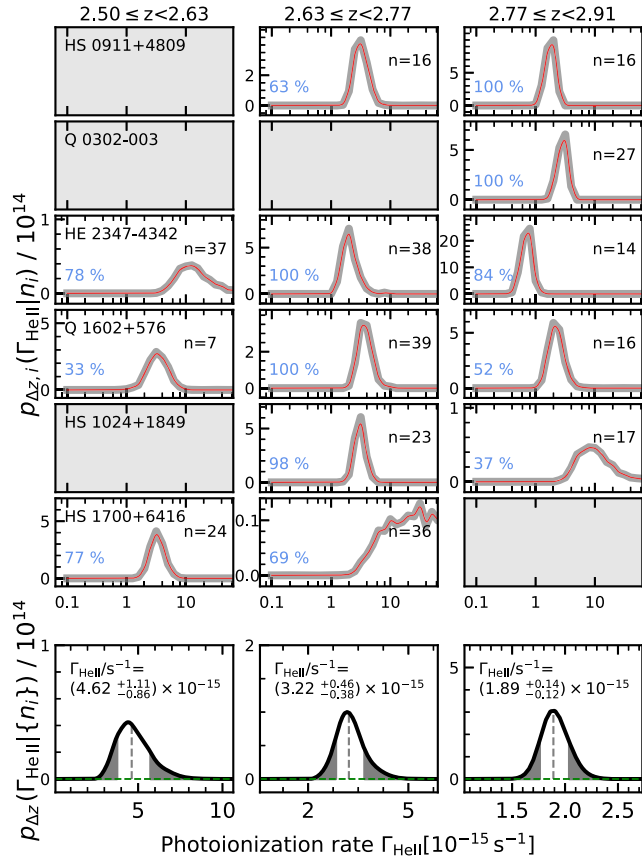 2.50 ≤ z<2.63 2.63 ≤ z<2.77 2.77 ≤ z<2.91
HS 0911+4809
4
2
0
n=16
63 %
10
5
0
n=16
100 %
Q 0302-003
5
0
n=27
100 %
p_{Δz,i}(Γ_{HeII}|n_i) / 10^{14}
1
0
HE 2347-4342
n=37
78 %
5
0
n=38
100 %
20
10
0
n=14
84 %
5
0
Q 1602+576
n=7
33 %
2
0
n=39
100 %
5
0
n=16
52 %
HS 1024+1849
5
0
n=23
98 %
1
0
n=17
37 %
5
0
HS 1700+6416
n=24
77 %
0.1
0.0
n=36
69 %
0.1 1 10 0.1 1 10 0.1 1 10
p_{Δz}(Γ_{HeII}|{n_i}) / 10^{14}
1
0
Γ_{HeII}/s^{−1}=
(4.62 ^{+1.11}_{−0.86}) × 10^{−15}
2
1
0
Γ_{HeII}/s^{−1}=
(3.22 ^{+0.46}_{−0.38}) × 10^{−15}
5
3
0
Γ_{HeII}/s^{−1}=
(1.89 ^{+0.14}_{−0.12}) × 10^{−15}
5 10 2 4 6 1.5 2.0 2.5
Photoionization rate Γ_{HeII}[10^{−15} s^{−1}]